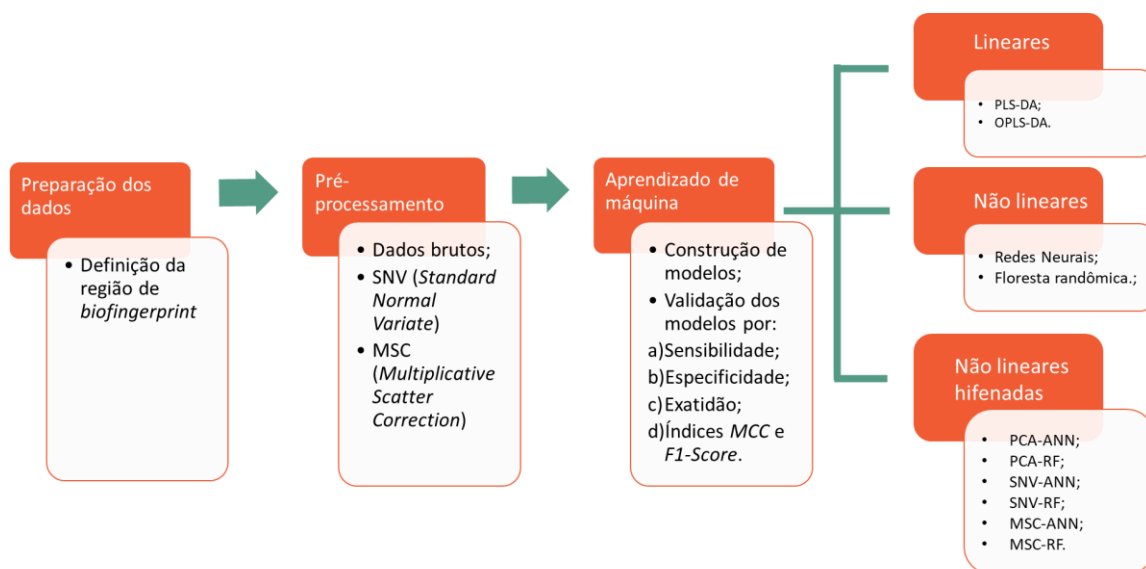 Preparação dos
dados
• Definição da
região de
biofingerprint
Pré-
processamento
• Dados brutos;
• SNV (Standard
Normal
Variate)
• MSC
(Multiplicative
Scatter
Correction)
Aprendizado de
máquina
• Construção de
modelos;
• Validação dos
modelos por:
a)Sensibilidade;
b)Especificidade;
c)Exatidão;
d)Índices MCC e
F1-Score.
Lineares
• PLS-DA;
• OPLS-DA.
Não lineares
• Redes Neurais;
• Floresta randômica.;
Não lineares
hifenadas
• PCA-ANN;
• PCA-RF;
• SNV-ANN;
• SNV-RF;
• MSC-ANN;
• MSC-RF.